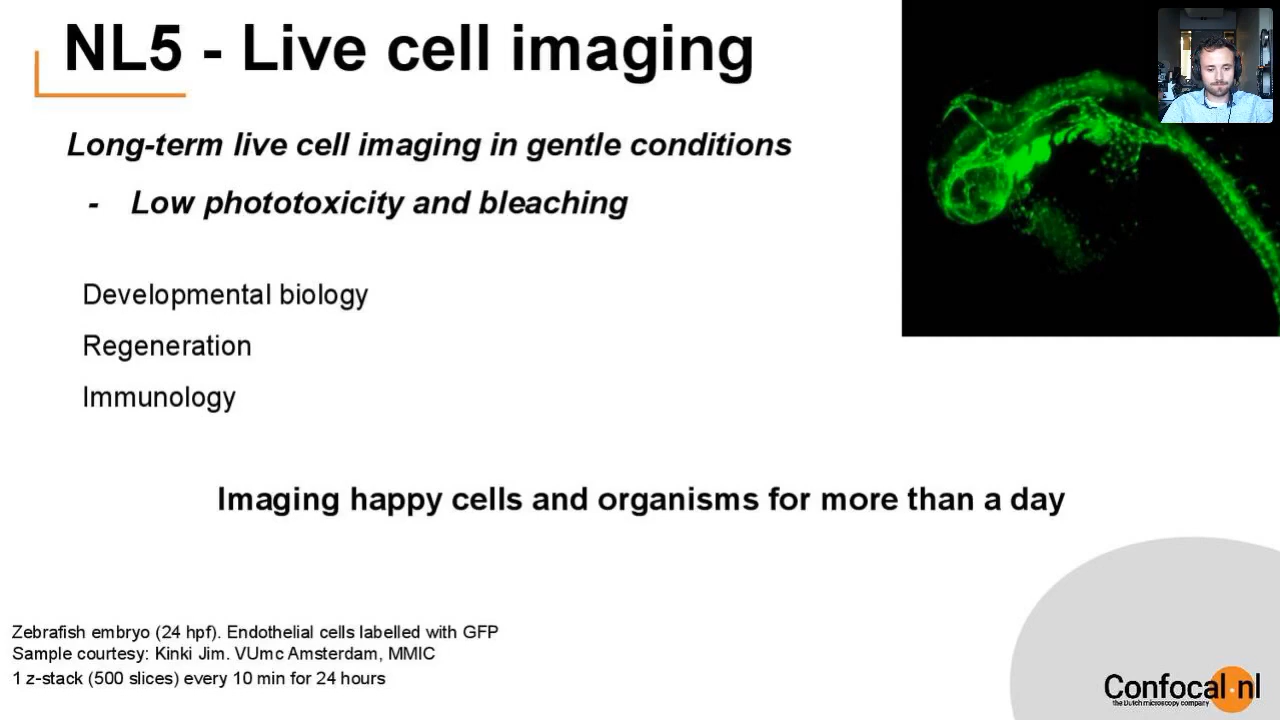 NL5 - Live cell imaging
Long-term live cell imaging in gentle conditions
- Low phototoxicity and bleaching
Developmental biology
Regeneration
Immunology
Imaging happy cells and organisms for more than a day
Zebrafish embryo (24 hpf). Endothelial cells labelled with GFP
Sample courtesy: Kinki Jim. VUmc Amsterdam, MMIC
1 z-stack (500 slices) every 10 min for 24 hours
Confocal.nl
the Dutch microscopy company